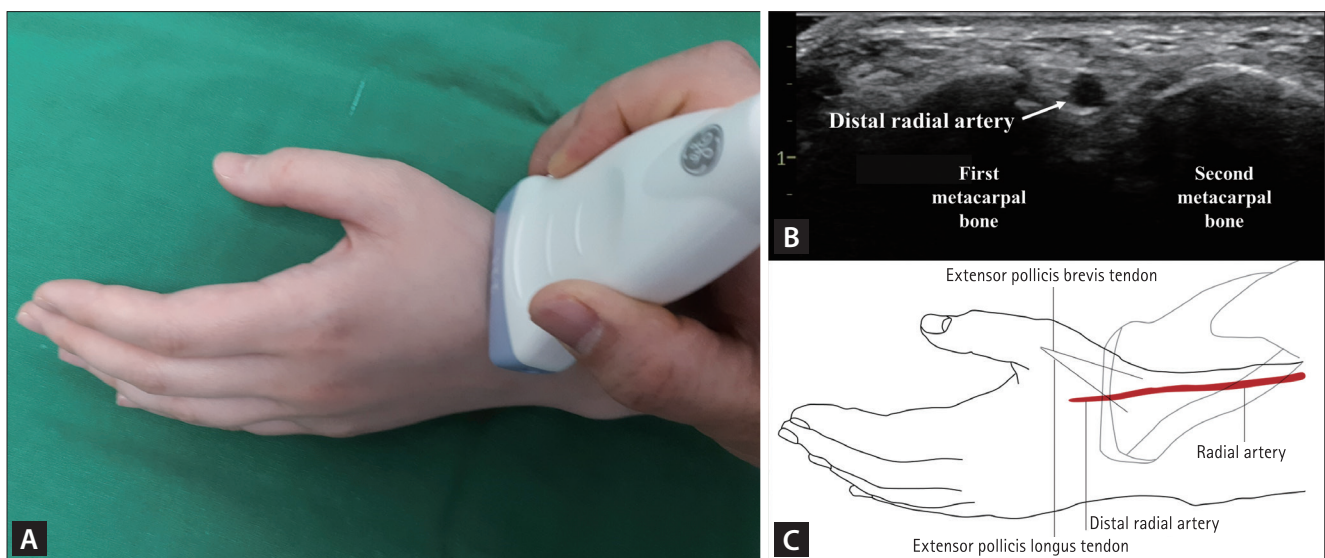 A
Distal radial artery
1
First
metacarpal
bone
Second
metacarpal
bone
B
Extensor pollicis brevis tendon
Radial artery
Distal radial artery
Extensor pollicis longus tendon
C